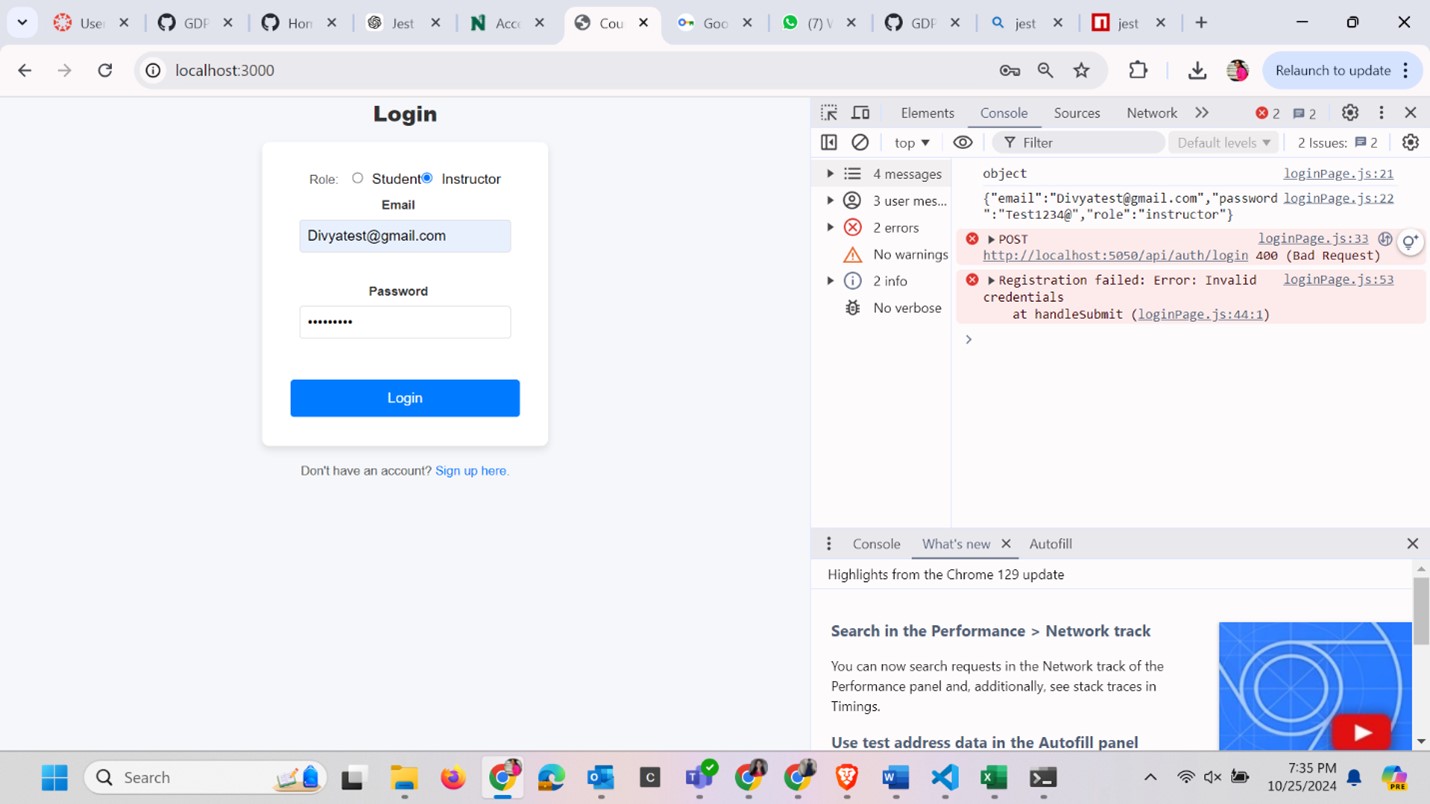 User
GDP
Hon
Jest
Acce
Cou
Goo
(7) V
GDP
jest
jest
localhost:3000
Relaunch to update
Login
Role: Student Instructor
Email
Divyatest@gmail.com
Password
•••••••••
Login
Don't have an account? Sign up here.
Elements Console Sources Network 2 2
top Filter Default levels 2 Issues: 2
4 messages
3 user mes...
2 errors
No warnings
2 info
No verbose
object loginPage.js:21
{"email":"Divyatest@gmail.com","password loginPage.js:22
":"Test1234@","role":"instructor"}
POST loginPage.js:33
http://localhost:5050/api/auth/login 400 (Bad Request)
Registration failed: Error: Invalid loginPage.js:53
credentials
at handleSubmit (loginPage.js:44:1)
Console What's new Autofill
Highlights from the Chrome 129 update
Search in the Performance > Network track
You can now search requests in the Network track of the
Performance panel and, additionally, see stack traces in
Timings.
Use test address data in the Autofill panel
Search
7:35 PM
10/25/2024
PRE